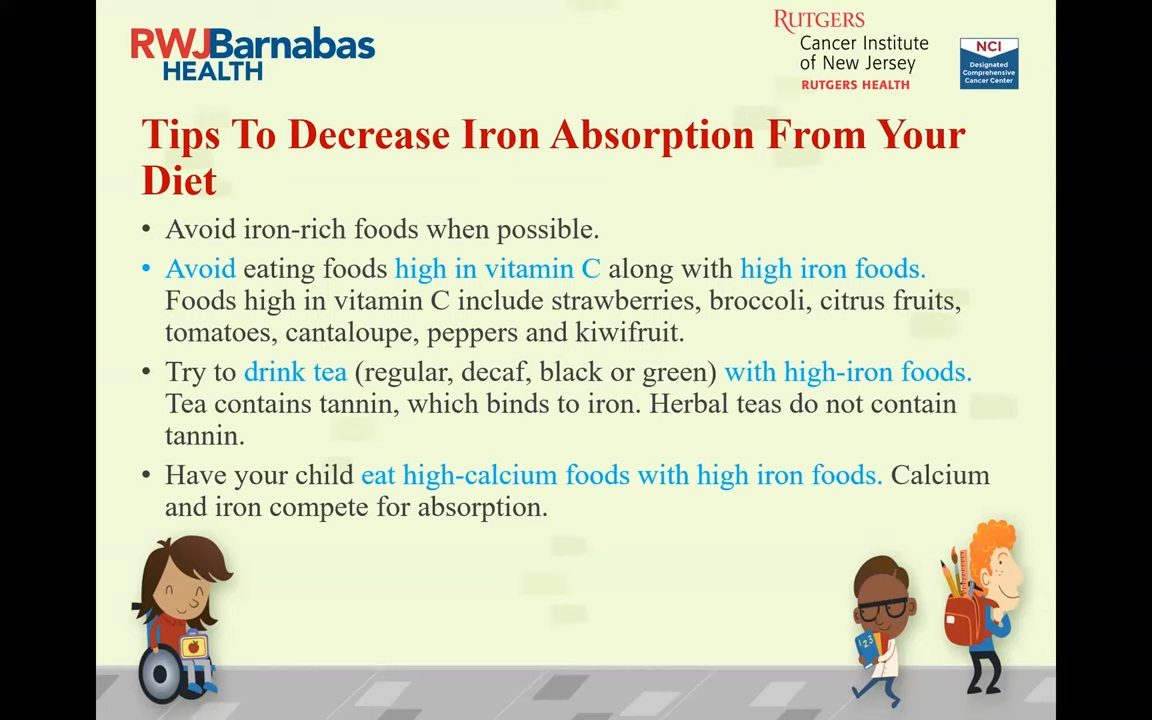 RWJBarnabas
HEALTH
RUTGERS
Cancer Institute
of New Jersey
RUTGERS HEALTH
NCI
Designated
Comprehensive
Cancer Center
Tips To Decrease Iron Absorption From Your
Diet
• Avoid iron-rich foods when possible.
• Avoid eating foods high in vitamin C along with high iron foods.
Foods high in vitamin C include strawberries, broccoli, citrus fruits,
tomatoes, cantaloupe, peppers and kiwifruit.
• Try to drink tea (regular, decaf, black or green) with high-iron foods.
Tea contains tannin, which binds to iron. Herbal teas do not contain
tannin.
• Have your child eat high-calcium foods with high iron foods. Calcium
and iron compete for absorption.
123